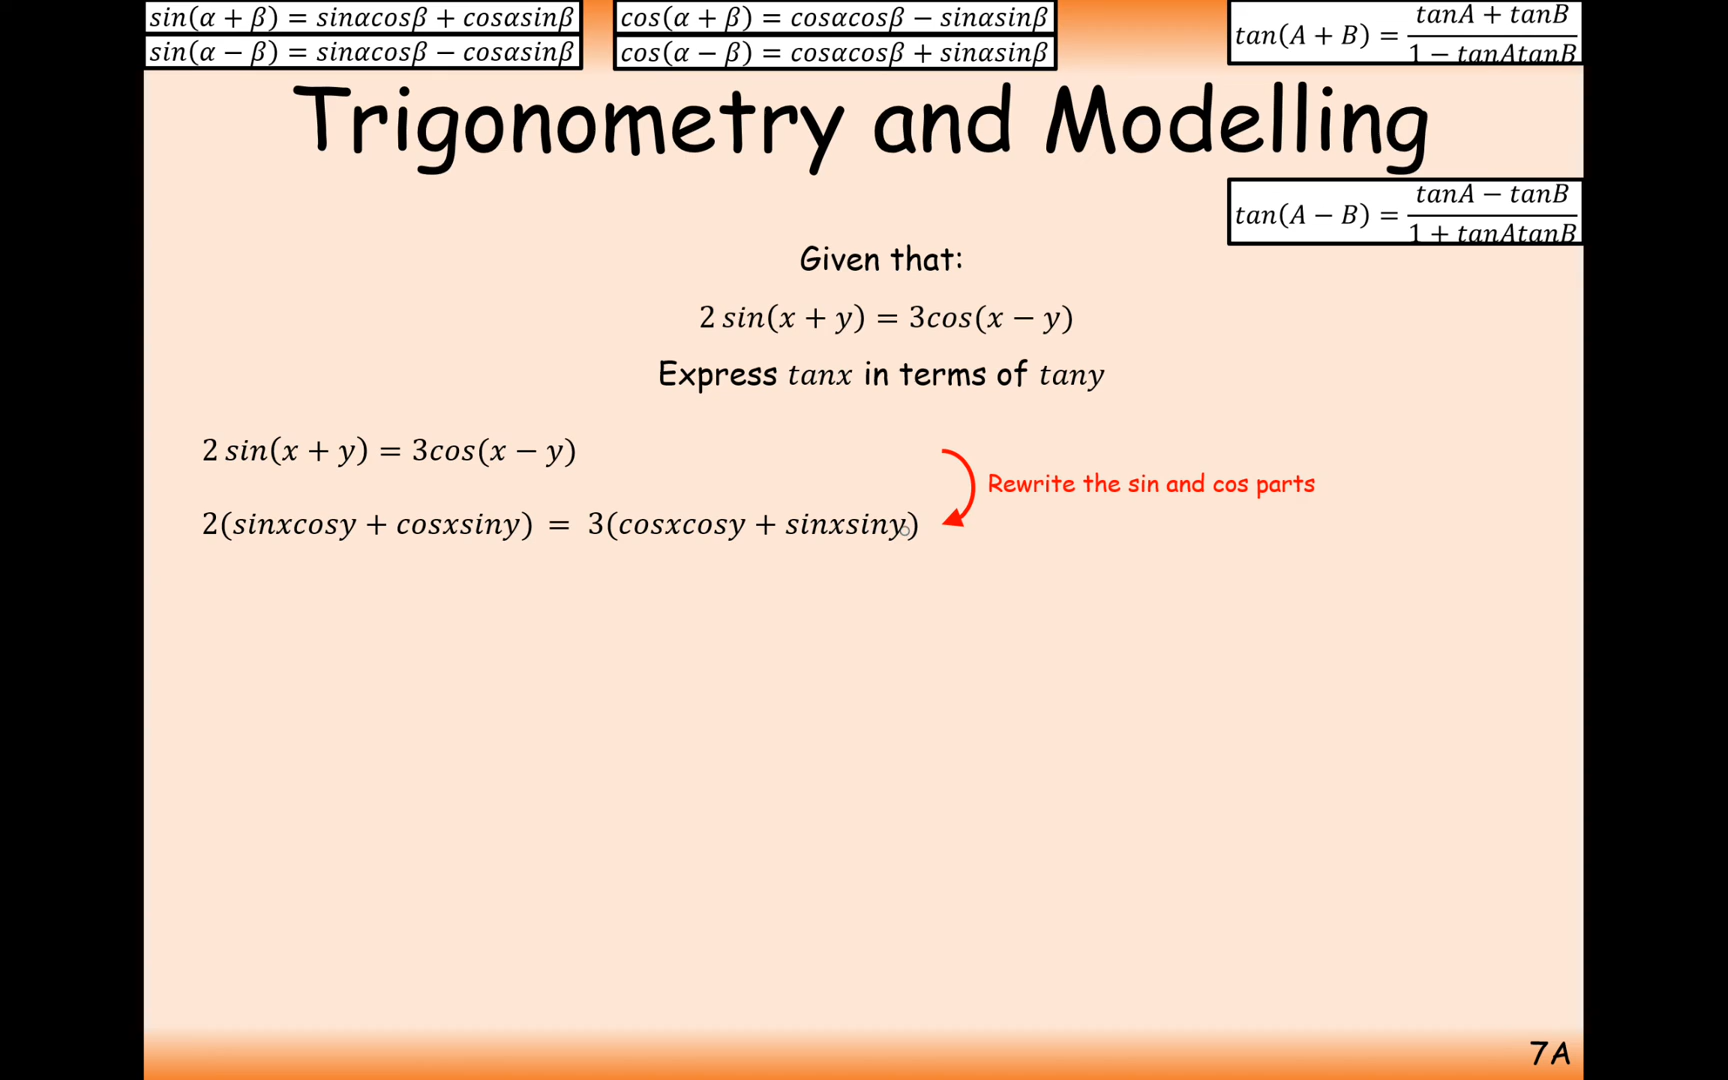 sin(α + β) = sinαcosβ + cosαsinβ
sin(α − β) = sinαcosβ − cosαsinβ
cos(α + β) = cosαcosβ − sinαsinβ
cos(α − β) = cosαcosβ + sinαsinβ
tan(A + B) = (tanA + tanB)/(1 − tanAtanB)
Trigonometry and Modelling
tan(A − B) = (tanA − tanB)/(1 + tanAtanB)
Given that:
2 sin(x + y) = 3cos(x − y)
Express tanx in terms of tany
2 sin(x + y) = 3cos(x − y)
Rewrite the sin and cos parts
2(sinxcosy + cosxsiny) = 3(cosxcosy + sinxsiny)
7A